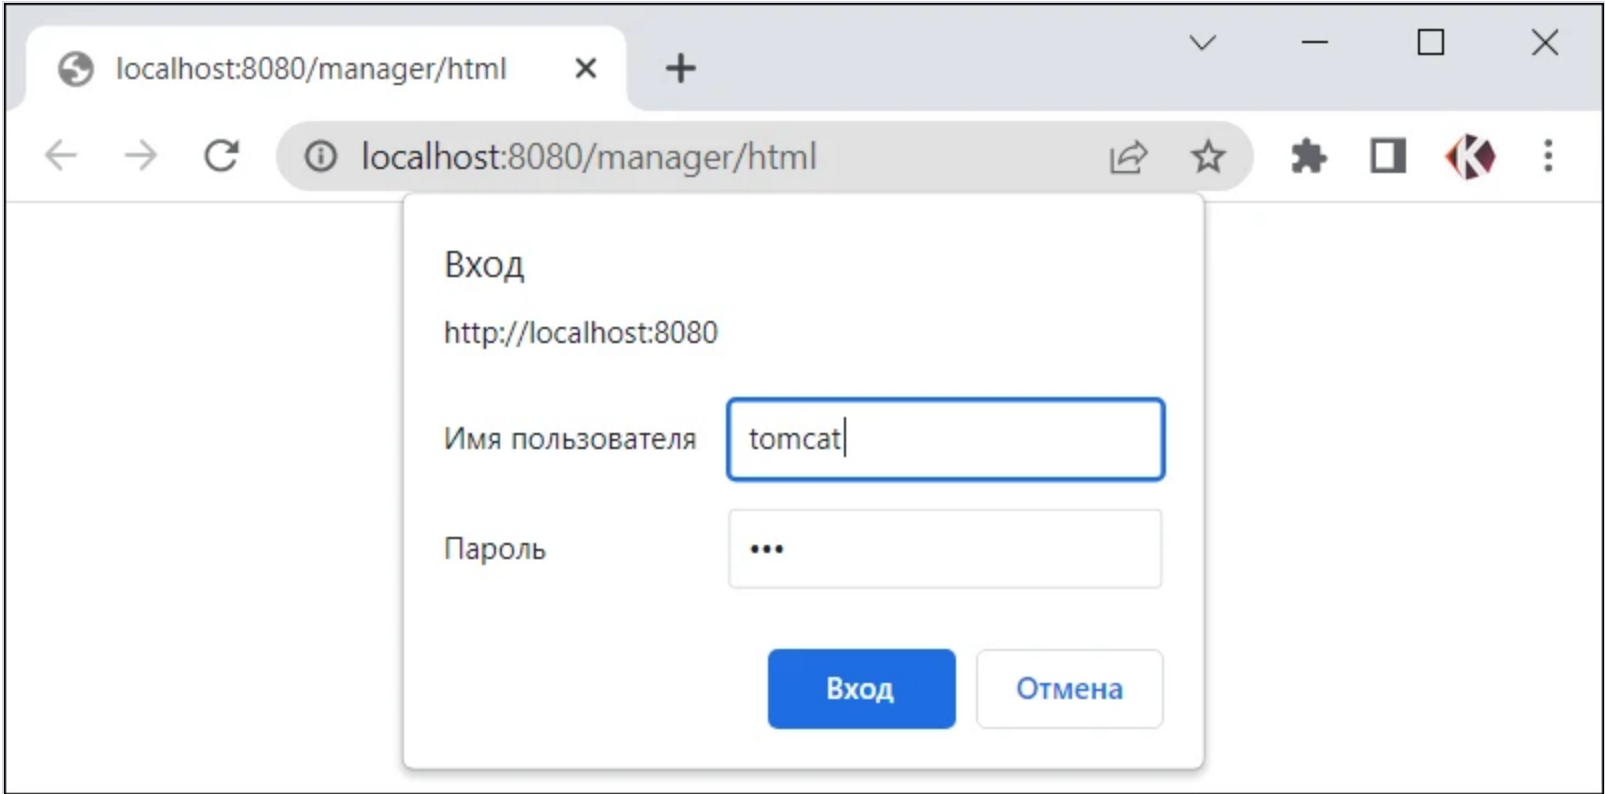 localhost:8080/manager/html
localhost:8080/manager/html
Вход
http://localhost:8080
Имя пользователя tomcat
Пароль •••
Вход Отмена